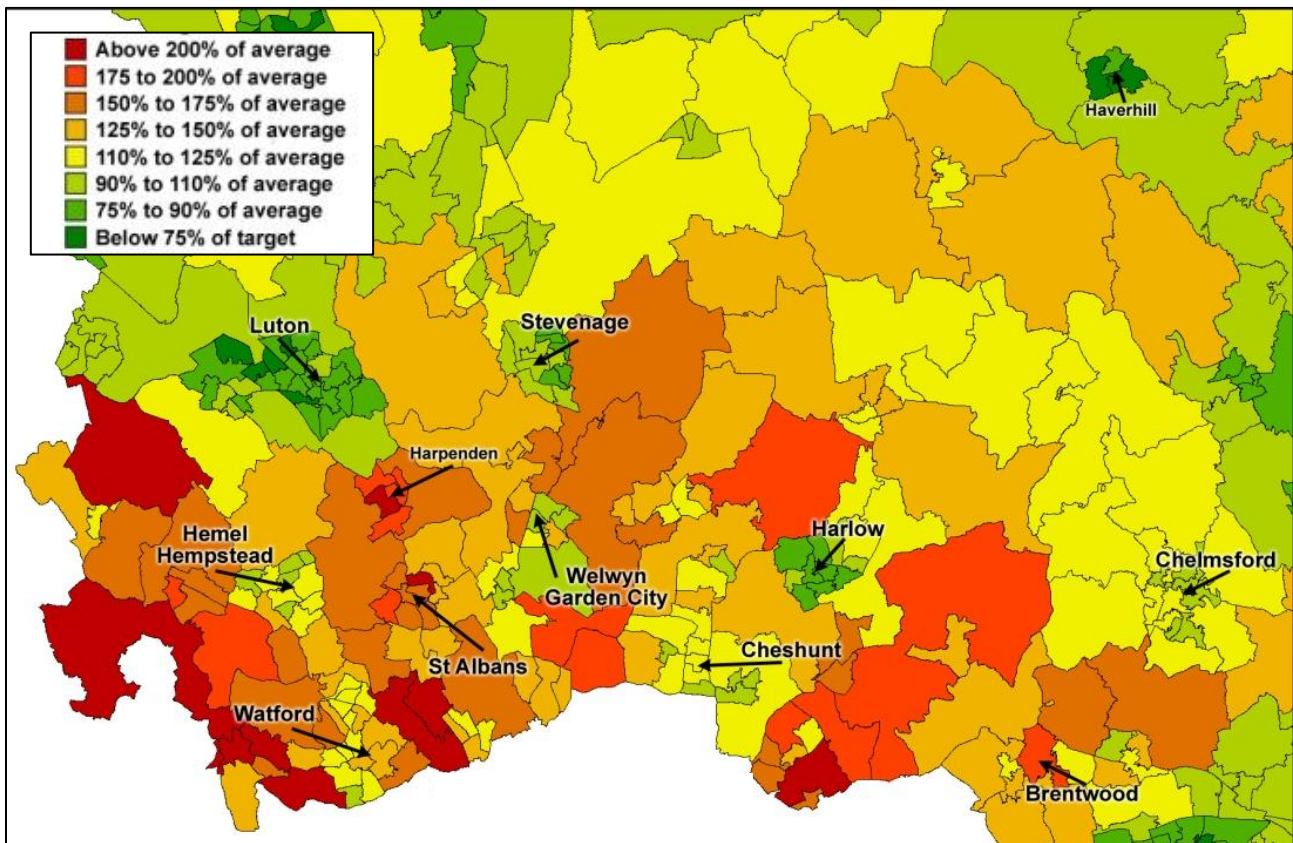 Above 200% of average
175 to 200% of average
150% to 175% of average
125% to 150% of average
110% to 125% of average
90% to 110% of average
75% to 90% of average
Below 75% of target
Haverhill
Luton
Stevenage
Harpenden
Hemel
Hempstead
Harlow
Chelmsford
Welwyn
Garden City
St Albans
Cheshunt
Watford
Brentwood